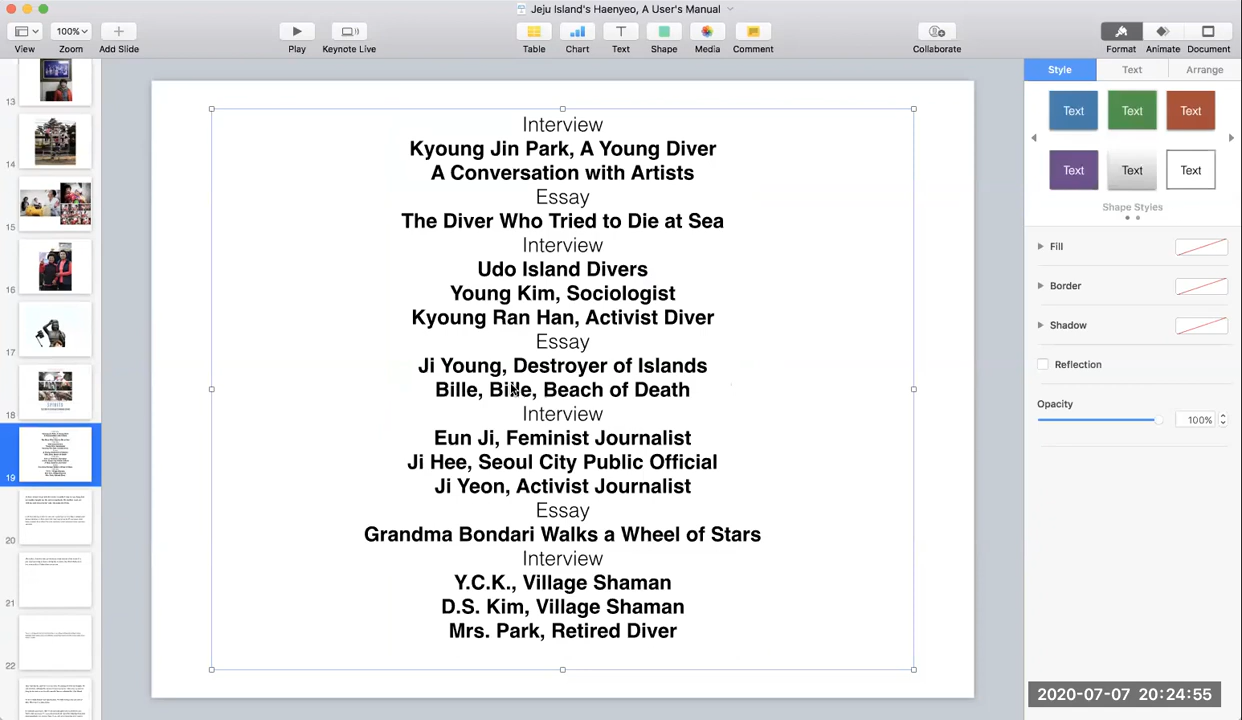 Jeju Island's Haenyeo, A User's Manual
100%
View
Zoom
Add Slide
Play
Keynote Live
Table
Chart
Text
Shape
Media
Comment
Collaborate
Format
Animate
Document
13
14
15
16
17
18
19
20
21
22
Interview
Kyoung Jin Park, A Young Diver
A Conversation with Artists
Essay
The Diver Who Tried to Die at Sea
Interview
Udo Island Divers
Young Kim, Sociologist
Kyoung Ran Han, Activist Diver
Essay
Ji Young, Destroyer of Islands
Bille, Bille, Beach of Death
Interview
Eun Ji, Feminist Journalist
Ji Hee, Seoul City Public Official
Ji Yeon, Activist Journalist
Essay
Grandma Bondari Walks a Wheel of Stars
Interview
Y.C.K., Village Shaman
D.S. Kim, Village Shaman
Mrs. Park, Retired Diver
Style
Text
Arrange
Text Text Text
Text Text Text
Shape Styles
Fill
Border
Shadow
Reflection
Opacity
100%
2020-07-07 20:24:55